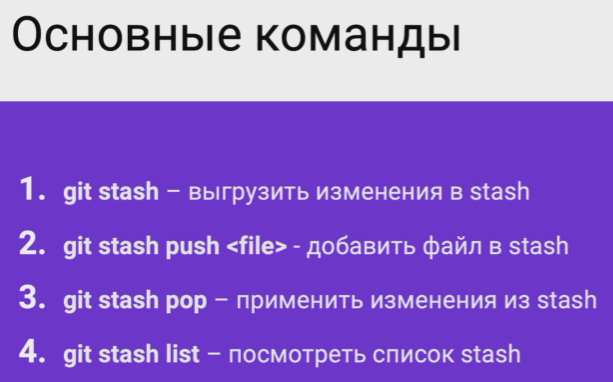 Основные команды
1. git stash – выгрузить изменения в stash
2. git stash push <file> - добавить файл в stash
3. git stash pop – применить изменения из stash
4. git stash list – посмотреть список stash